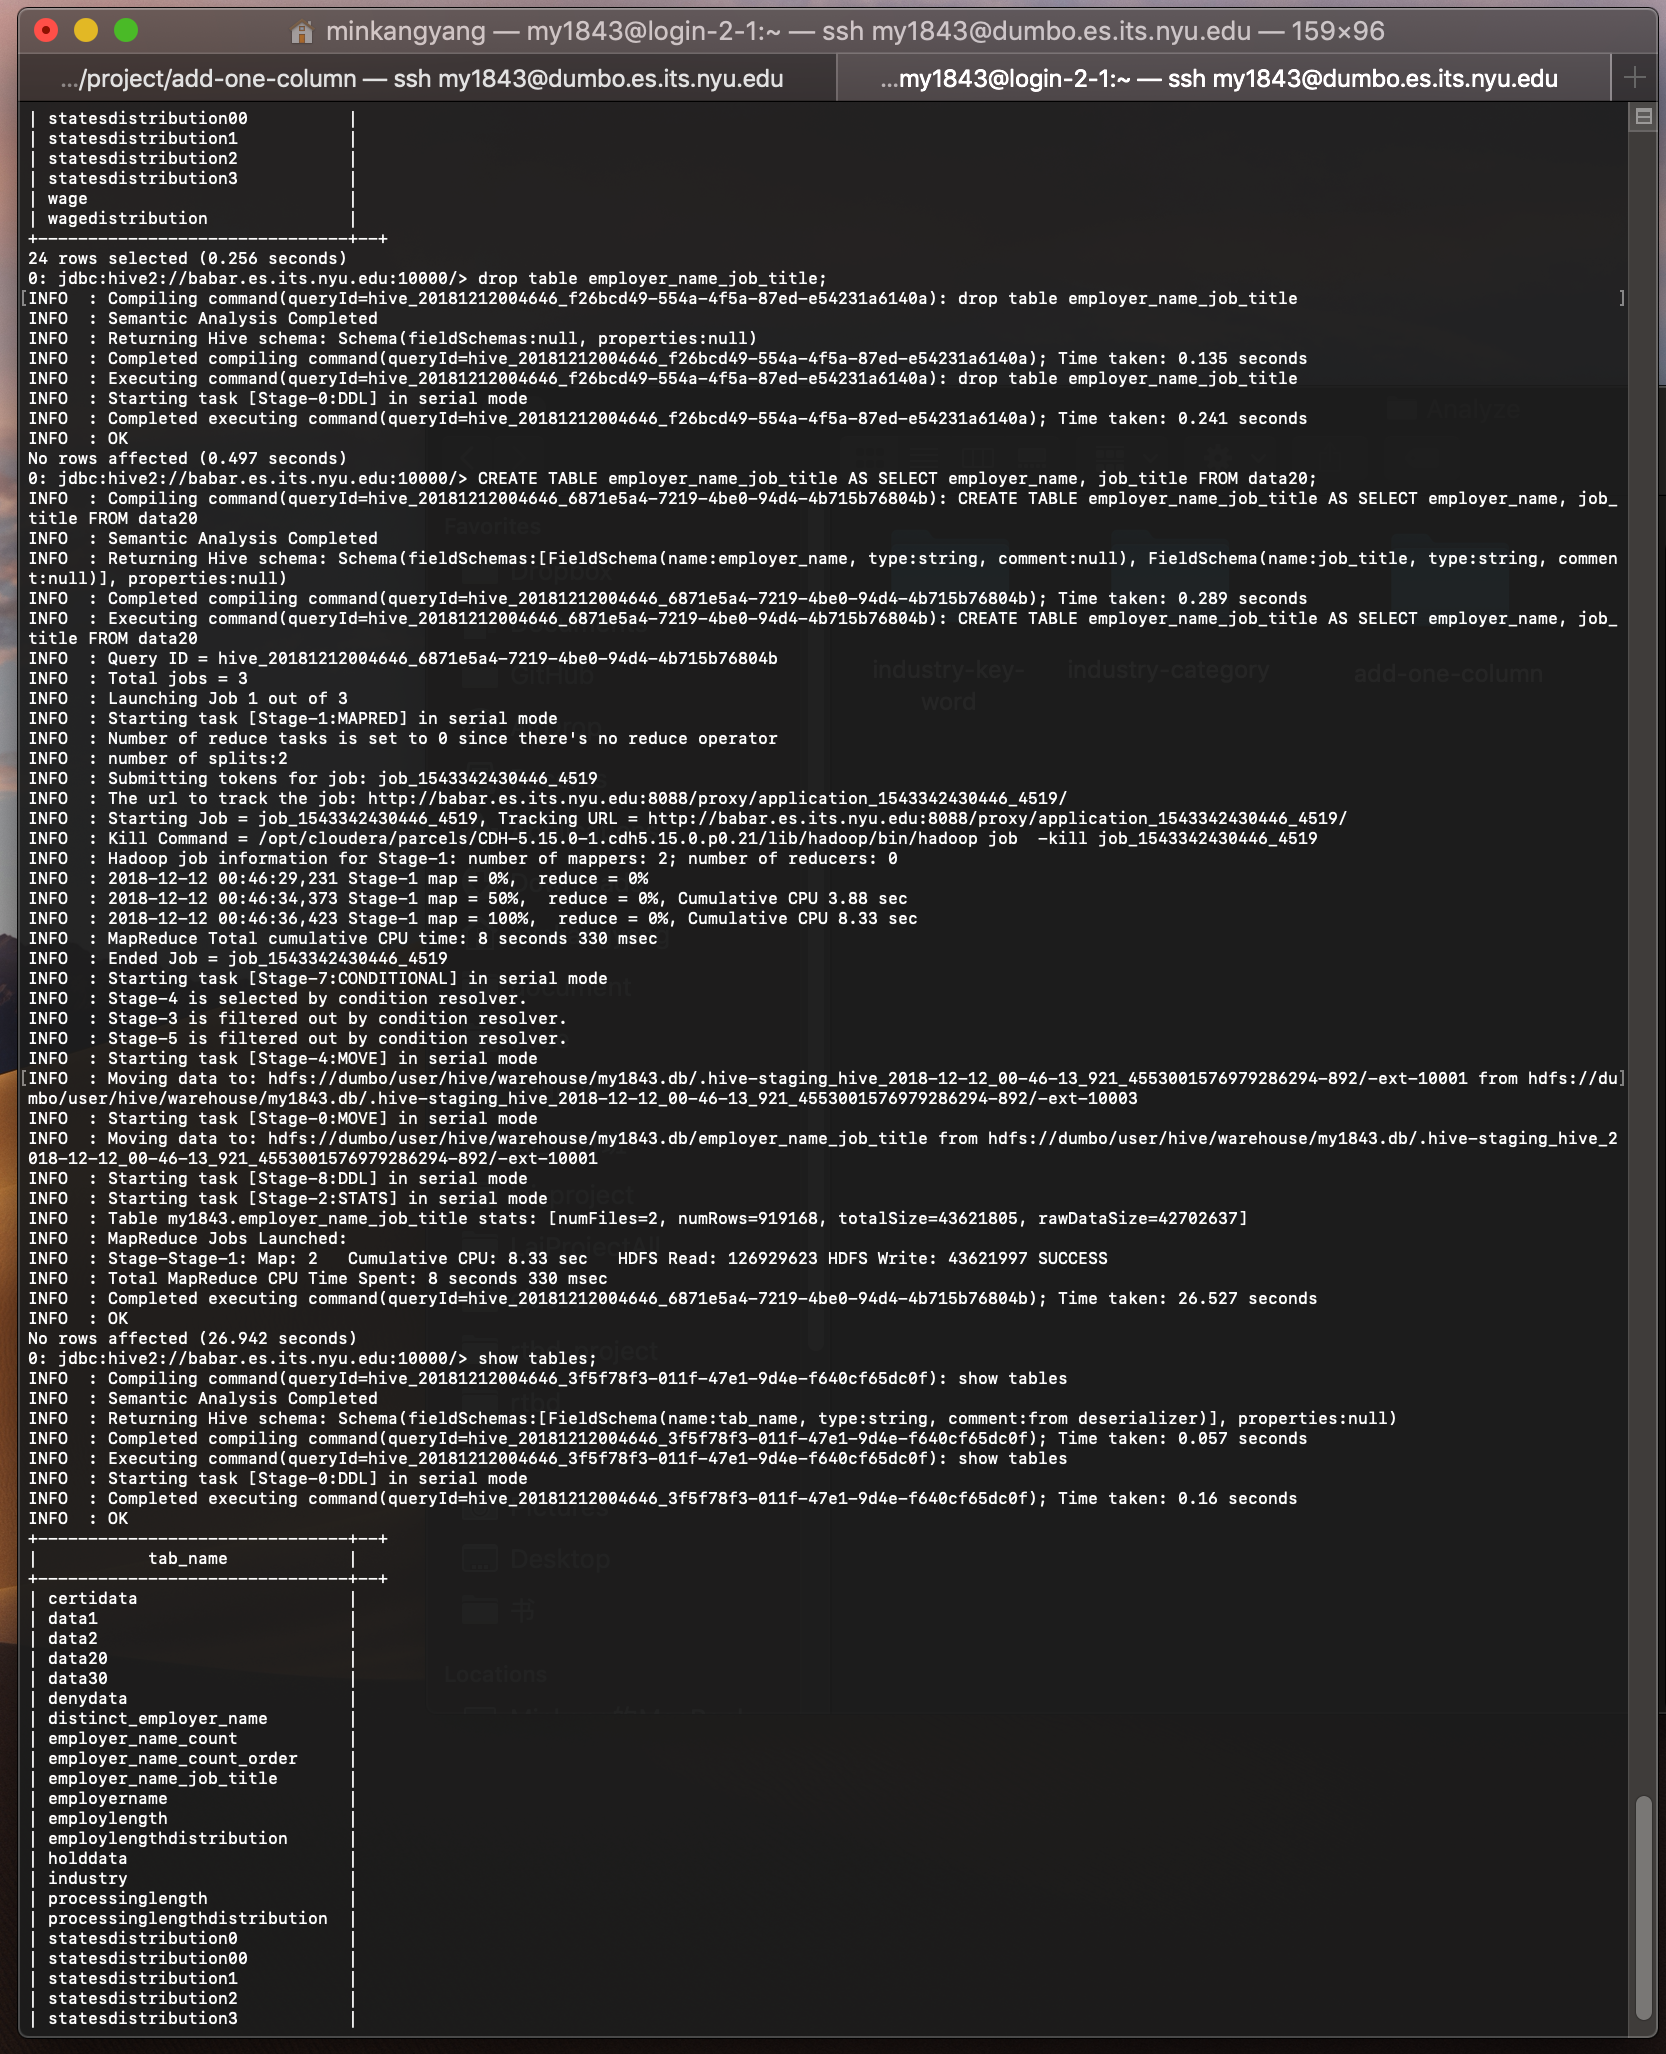 minkangyang — my1843@login-2-1:~ — ssh my1843@dumbo.es.its.nyu.edu — 159×96
.../project/add-one-column — ssh my1843@dumbo.es.its.nyu.edu
...my1843@login-2-1:~ — ssh my1843@dumbo.es.its.nyu.edu
| statesdistribution00 |
| statesdistribution1 |
| statesdistribution2 |
| statesdistribution3 |
| wage |
| wagedistribution |
+-------------------------------+--+
24 rows selected (0.256 seconds)
0: jdbc:hive2://babar.es.its.nyu.edu:10000/> drop table employer_name_job_title;
[INFO  : Compiling command(queryId=hive_20181212004646_f26bcd49-554a-4f5a-87ed-e54231a6140a): drop table employer_name_job_title ]
INFO  : Semantic Analysis Completed
INFO  : Returning Hive schema: Schema(fieldSchemas:null, properties:null)
INFO  : Completed compiling command(queryId=hive_20181212004646_f26bcd49-554a-4f5a-87ed-e54231a6140a); Time taken: 0.135 seconds
INFO  : Executing command(queryId=hive_20181212004646_f26bcd49-554a-4f5a-87ed-e54231a6140a): drop table employer_name_job_title
INFO  : Starting task [Stage-0:DDL] in serial mode
INFO  : Completed executing command(queryId=hive_20181212004646_f26bcd49-554a-4f5a-87ed-e54231a6140a); Time taken: 0.241 seconds
INFO  : OK
No rows affected (0.497 seconds)
0: jdbc:hive2://babar.es.its.nyu.edu:10000/> CREATE TABLE employer_name_job_title AS SELECT employer_name, job_title FROM data20;
INFO  : Compiling command(queryId=hive_20181212004646_6871e5a4-7219-4be0-94d4-4b715b76804b): CREATE TABLE employer_name_job_title AS SELECT employer_name, job_
title FROM data20
INFO  : Semantic Analysis Completed
INFO  : Returning Hive schema: Schema(fieldSchemas:[FieldSchema(name:employer_name, type:string, comment:null), FieldSchema(name:job_title, type:string, commen
t:null)], properties:null)
INFO  : Completed compiling command(queryId=hive_20181212004646_6871e5a4-7219-4be0-94d4-4b715b76804b); Time taken: 0.289 seconds
INFO  : Executing command(queryId=hive_20181212004646_6871e5a4-7219-4be0-94d4-4b715b76804b): CREATE TABLE employer_name_job_title AS SELECT employer_name, job_
title FROM data20
INFO  : Query ID = hive_20181212004646_6871e5a4-7219-4be0-94d4-4b715b76804b
INFO  : Total jobs = 3
INFO  : Launching Job 1 out of 3
INFO  : Starting task [Stage-1:MAPRED] in serial mode
INFO  : Number of reduce tasks is set to 0 since there's no reduce operator
INFO  : number of splits:2
INFO  : Submitting tokens for job: job_1543342430446_4519
INFO  : The url to track the job: http://babar.es.its.nyu.edu:8088/proxy/application_1543342430446_4519/
INFO  : Starting Job = job_1543342430446_4519, Tracking URL = http://babar.es.its.nyu.edu:8088/proxy/application_1543342430446_4519/
INFO  : Kill Command = /opt/cloudera/parcels/CDH-5.15.0-1.cdh5.15.0.p0.21/lib/hadoop/bin/hadoop job  -kill job_1543342430446_4519
INFO  : Hadoop job information for Stage-1: number of mappers: 2; number of reducers: 0
INFO  : 2018-12-12 00:46:29,231 Stage-1 map = 0%,  reduce = 0%
INFO  : 2018-12-12 00:46:34,373 Stage-1 map = 50%,  reduce = 0%, Cumulative CPU 3.88 sec
INFO  : 2018-12-12 00:46:36,423 Stage-1 map = 100%,  reduce = 0%, Cumulative CPU 8.33 sec
INFO  : MapReduce Total cumulative CPU time: 8 seconds 330 msec
INFO  : Ended Job = job_1543342430446_4519
INFO  : Starting task [Stage-7:CONDITIONAL] in serial mode
INFO  : Stage-4 is selected by condition resolver.
INFO  : Stage-3 is filtered out by condition resolver.
INFO  : Stage-5 is filtered out by condition resolver.
INFO  : Starting task [Stage-4:MOVE] in serial mode
[INFO  : Moving data to: hdfs://dumbo/user/hive/warehouse/my1843.db/.hive-staging_hive_2018-12-12_00-46-13_921_4553001576979286294-892/-ext-10001 from hdfs://du]
mbo/user/hive/warehouse/my1843.db/.hive-staging_hive_2018-12-12_00-46-13_921_4553001576979286294-892/-ext-10003
INFO  : Starting task [Stage-0:MOVE] in serial mode
INFO  : Moving data to: hdfs://dumbo/user/hive/warehouse/my1843.db/employer_name_job_title from hdfs://dumbo/user/hive/warehouse/my1843.db/.hive-staging_hive_2
018-12-12_00-46-13_921_4553001576979286294-892/-ext-10001
INFO  : Starting task [Stage-8:DDL] in serial mode
INFO  : Starting task [Stage-2:STATS] in serial mode
INFO  : Table my1843.employer_name_job_title stats: [numFiles=2, numRows=919168, totalSize=43621805, rawDataSize=42702637]
INFO  : MapReduce Jobs Launched:
INFO  : Stage-Stage-1: Map: 2   Cumulative CPU: 8.33 sec   HDFS Read: 126929623 HDFS Write: 43621997 SUCCESS
INFO  : Total MapReduce CPU Time Spent: 8 seconds 330 msec
INFO  : Completed executing command(queryId=hive_20181212004646_6871e5a4-7219-4be0-94d4-4b715b76804b); Time taken: 26.527 seconds
INFO  : OK
No rows affected (26.942 seconds)
0: jdbc:hive2://babar.es.its.nyu.edu:10000/> show tables;
INFO  : Compiling command(queryId=hive_20181212004646_3f5f78f3-011f-47e1-9d4e-f640cf65dc0f): show tables
INFO  : Semantic Analysis Completed
INFO  : Returning Hive schema: Schema(fieldSchemas:[FieldSchema(name:tab_name, type:string, comment:from deserializer)], properties:null)
INFO  : Completed compiling command(queryId=hive_20181212004646_3f5f78f3-011f-47e1-9d4e-f640cf65dc0f); Time taken: 0.057 seconds
INFO  : Executing command(queryId=hive_20181212004646_3f5f78f3-011f-47e1-9d4e-f640cf65dc0f): show tables
INFO  : Starting task [Stage-0:DDL] in serial mode
INFO  : Completed executing command(queryId=hive_20181212004646_3f5f78f3-011f-47e1-9d4e-f640cf65dc0f); Time taken: 0.16 seconds
INFO  : OK
+-------------------------------+--+
| tab_name |
+-------------------------------+--+
| certidata |
| data1 |
| data2 |
| data20 |
| data30 |
| denydata |
| distinct_employer_name |
| employer_name_count |
| employer_name_count_order |
| employer_name_job_title |
| employername |
| employlength |
| employlengthdistribution |
| holddata |
| industry |
| processinglength |
| processinglengthdistribution |
| statesdistribution0 |
| statesdistribution00 |
| statesdistribution1 |
| statesdistribution2 |
| statesdistribution3 |
Analyze
Favorites
Dropbox
GitHub
industry-key-
word
industry-category
add-one-column
Desktop
书
Locations